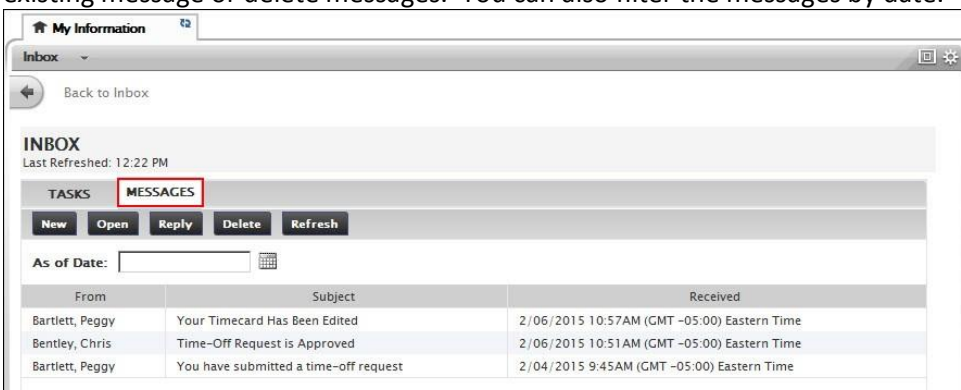 existing message or delete messages. You can also filter the messages by date.
My Information
Inbox
Back to Inbox
INBOX
Last Refreshed: 12:22 PM
TASKS MESSAGES
New Open Reply Delete Refresh
As of Date:
From Subject Received
Bartlett, Peggy Your Timecard Has Been Edited 2/06/2015 10:57AM (GMT -05:00) Eastern Time
Bentley, Chris Time-Off Request is Approved 2/06/2015 10:51AM (GMT -05:00) Eastern Time
Bartlett, Peggy You have submitted a time-off request 2/04/2015 9:45AM (GMT -05:00) Eastern Time